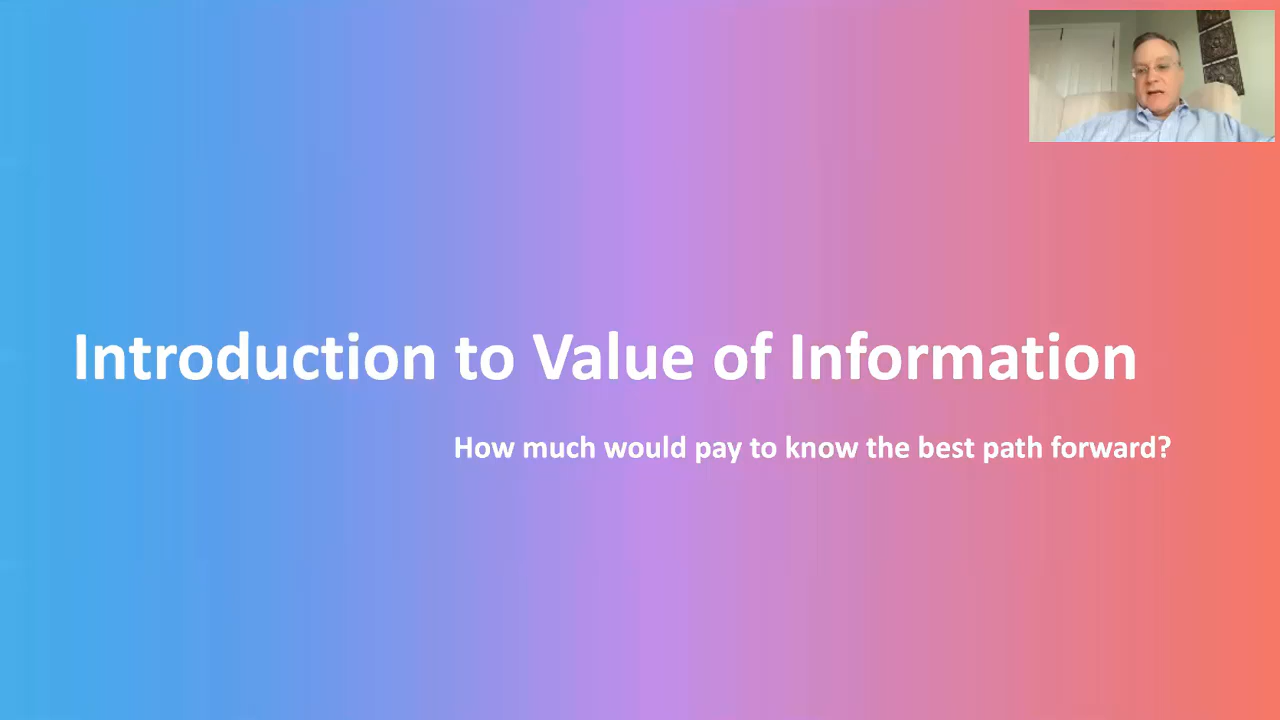 Introduction to Value of Information
How much would pay to know the best path forward?